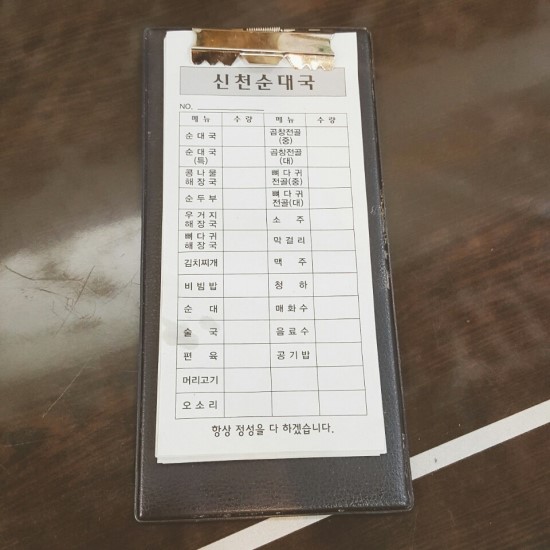 신천순대국
NO.
메뉴 수량 메뉴 수량
순대국 곱창전골
(중)
순대국
(특) 곱창전골
(대)
콩나물
해장국 뼈다귀
전골(중)
순두부 뼈다귀
전골(대)
우거지
해장국 소주
뼈다귀
해장국 막걸리
김치찌개 맥주
비빔밥 청하
순대 매화수
술국 음료수
편육 공기밥
머리고기
오소리
항상 정성을 다 하겠습니다.